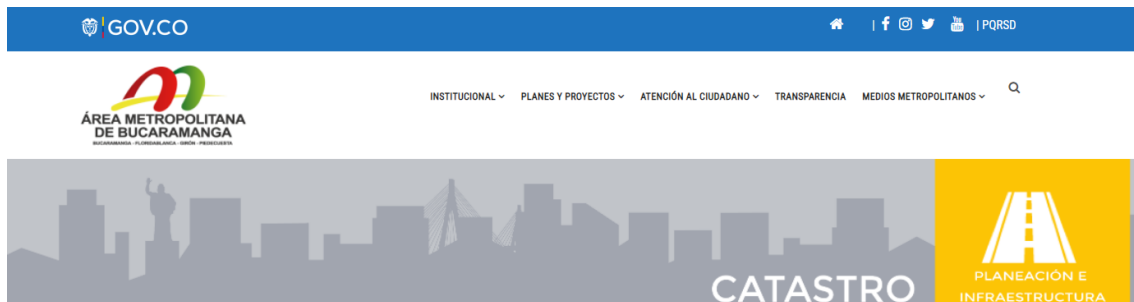 GOV.CO
| | PQRSD
ÁREA METROPOLITANA
DE BUCARAMANGA
BUCARAMANGA - FLORIDABLANCA - GIRÓN - PIEDECUESTA
INSTITUCIONAL PLANES Y PROYECTOS ATENCIÓN AL CIUDADANO TRANSPARENCIA MEDIOS METROPOLITANOS
CATASTRO
PLANEACIÓN E
INFRAESTRUCTURA